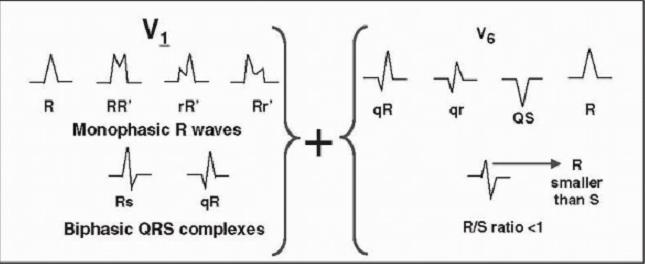 V1
R RR' rR' Rr'
Monophasic R waves
Rs qR
Biphasic QRS complexes
+
V6
qR qr QS R
R
smaller
than S
R/S ratio <1